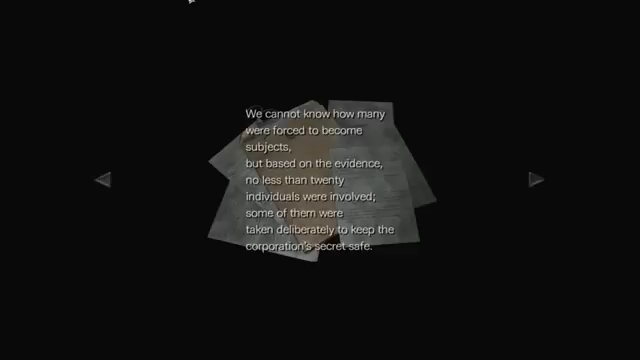 We cannot know how many
were forced to become
subjects,
but based on the evidence,
no less than twenty
individuals were involved;
some of them were
taken deliberately to keep the
corporation's secret safe.